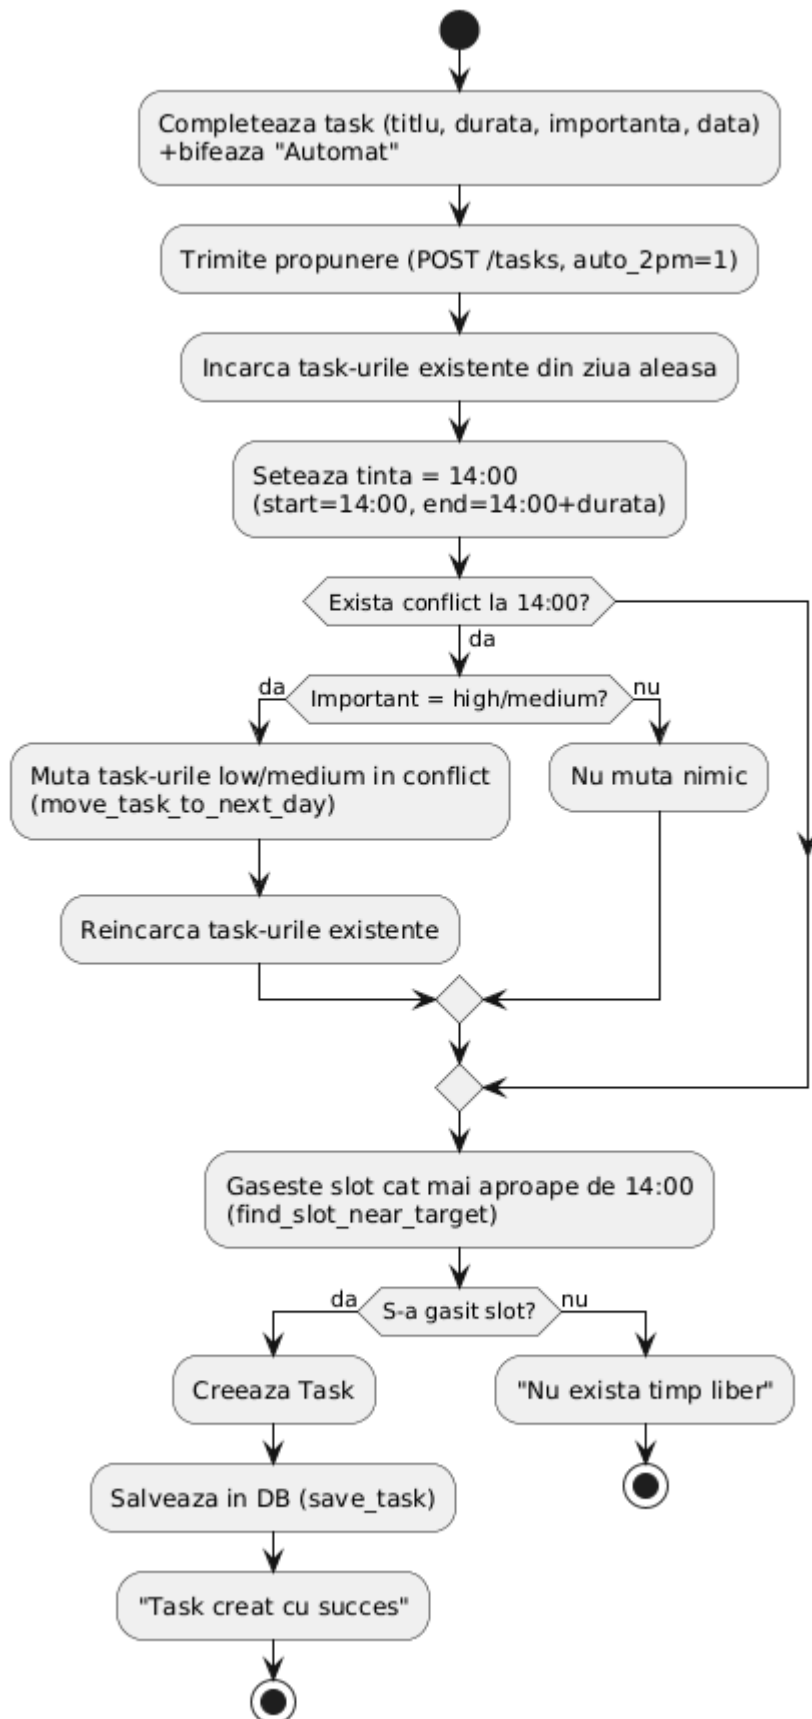 Completeaza task (titlu, durata, importanta, data)
+bifeaza "Automat"
Trimite propunere (POST /tasks, auto_2pm=1)
Incarca task-urile existente din ziua aleasa
Seteaza tinta = 14:00
(start=14:00, end=14:00+durata)
Exista conflict la 14:00?
da
da
Important = high/medium?
nu
Muta task-urile low/medium in conflict
(move_task_to_next_day)
Nu muta nimic
Reincarca task-urile existente
Gaseste slot cat mai aproape de 14:00
(find_slot_near_target)
da
S-a gasit slot?
nu
Creeaza Task
"Nu exista timp liber"
Salveaza in DB (save_task)
"Task creat cu succes"